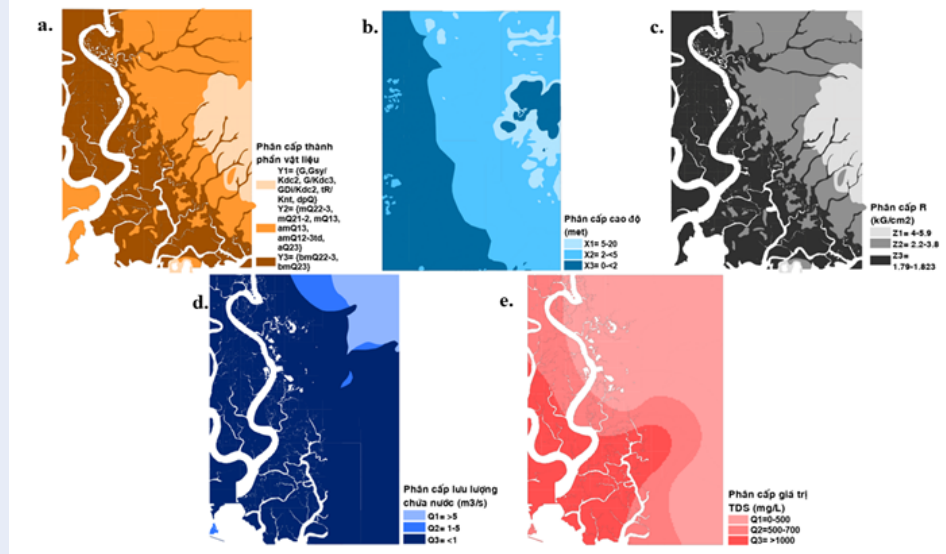 a.
Phân cấp thành
phần vật liệu
Y1= {G,Gsy/
Kdc2, G/Kdc3,
GDi/Kdc2, tR/
Knt, dpQ}
Y2= {mQ22-3,
mQ21-2, mQ13,
amQ13,
amQ12-3td,
aQ23}
Y3= {bmQ22-3,
bmQ23}
b.
Phân cấp cao độ
(met)
X1= 5-20
X2= 2-<5
X3= 0-<2
c.
Phân cấp R
(kG/cm2)
Z1= 4-5.9
Z2= 2.2-3.8
Z3=
1.79-1.823
d.
Phân cấp lưu lượng
chứa nước (m3/s)
Q1= >5
Q2= 1-5
Q3= <1
e.
Phân cấp giá trị
TDS (mg/L)
Q1=0-500
Q2=500-700
Q3= >1000